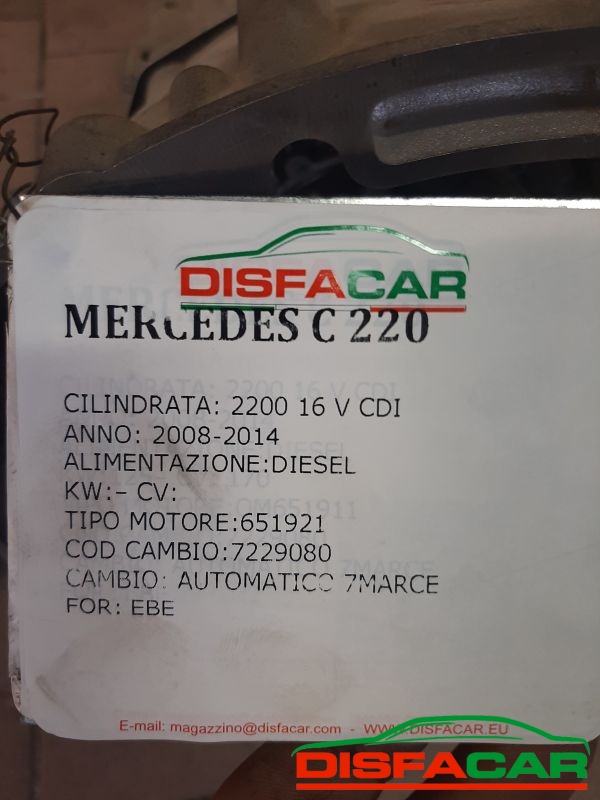 DISFACAR
MERCEDES C 220
CILINDRATA: 2200 16 V CDI
ANNO: 2008-2014
ALIMENTAZIONE:DIESEL
KW:– CV:
TIPO MOTORE:651921
COD CAMBIO:7229080
CAMBIO: AUTOMATICO 7MARCE
FOR: EBE
E-mail: magazzino@disfacar.com - WWW.DISFACAR.EU
DISFACAR